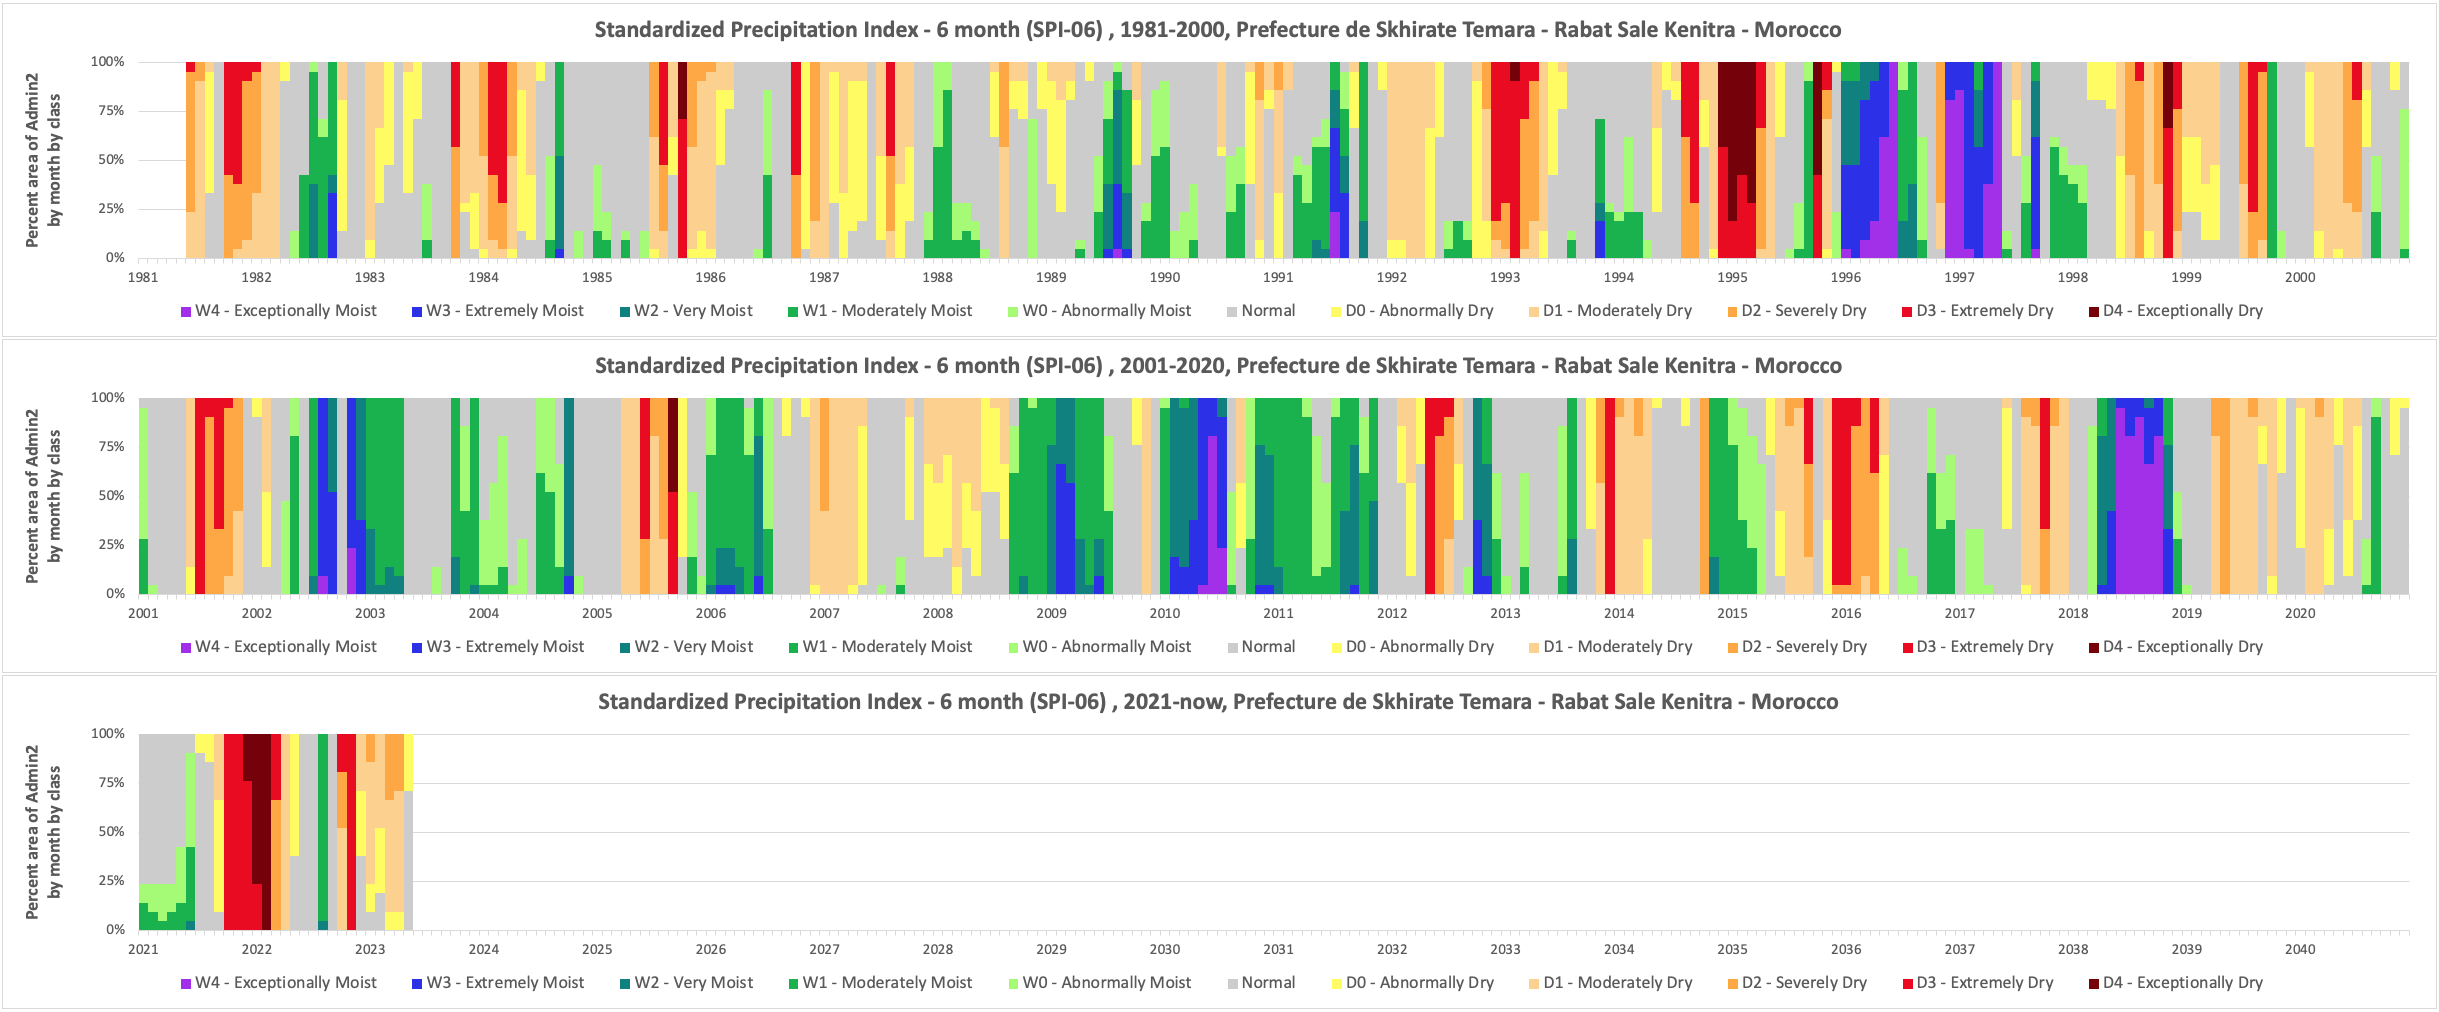 Standardized Precipitation Index - 6 month (SPI-06) , 1981-2000, Prefecture de Skhirate Temara - Rabat Sale Kenitra - Morocco
Percent area of Admin2
by month by class
100%
75%
50%
25%
0%
1981 1982 1983 1984 1985 1986 1987 1988 1989 1990 1991 1992 1993 1994 1995 1996 1997 1998 1999 2000
W4 - Exceptionally Moist W3 - Extremely Moist W2 - Very Moist W1 - Moderately Moist W0 - Abnormally Moist Normal D0 - Abnormally Dry D1 - Moderately Dry D2 - Severely Dry D3 - Extremely Dry D4 - Exceptionally Dry
Standardized Precipitation Index - 6 month (SPI-06) , 2001-2020, Prefecture de Skhirate Temara - Rabat Sale Kenitra - Morocco
Percent area of Admin2
by month by class
100%
75%
50%
25%
0%
2001 2002 2003 2004 2005 2006 2007 2008 2009 2010 2011 2012 2013 2014 2015 2016 2017 2018 2019 2020
W4 - Exceptionally Moist W3 - Extremely Moist W2 - Very Moist W1 - Moderately Moist W0 - Abnormally Moist Normal D0 - Abnormally Dry D1 - Moderately Dry D2 - Severely Dry D3 - Extremely Dry D4 - Exceptionally Dry
Standardized Precipitation Index - 6 month (SPI-06) , 2021-now, Prefecture de Skhirate Temara - Rabat Sale Kenitra - Morocco
Percent area of Admin2
by month by class
100%
75%
50%
25%
0%
2021 2022 2023 2024 2025 2026 2027 2028 2029 2030 2031 2032 2033 2034 2035 2036 2037 2038 2039 2040
W4 - Exceptionally Moist W3 - Extremely Moist W2 - Very Moist W1 - Moderately Moist W0 - Abnormally Moist Normal D0 - Abnormally Dry D1 - Moderately Dry D2 - Severely Dry D3 - Extremely Dry D4 - Exceptionally Dry